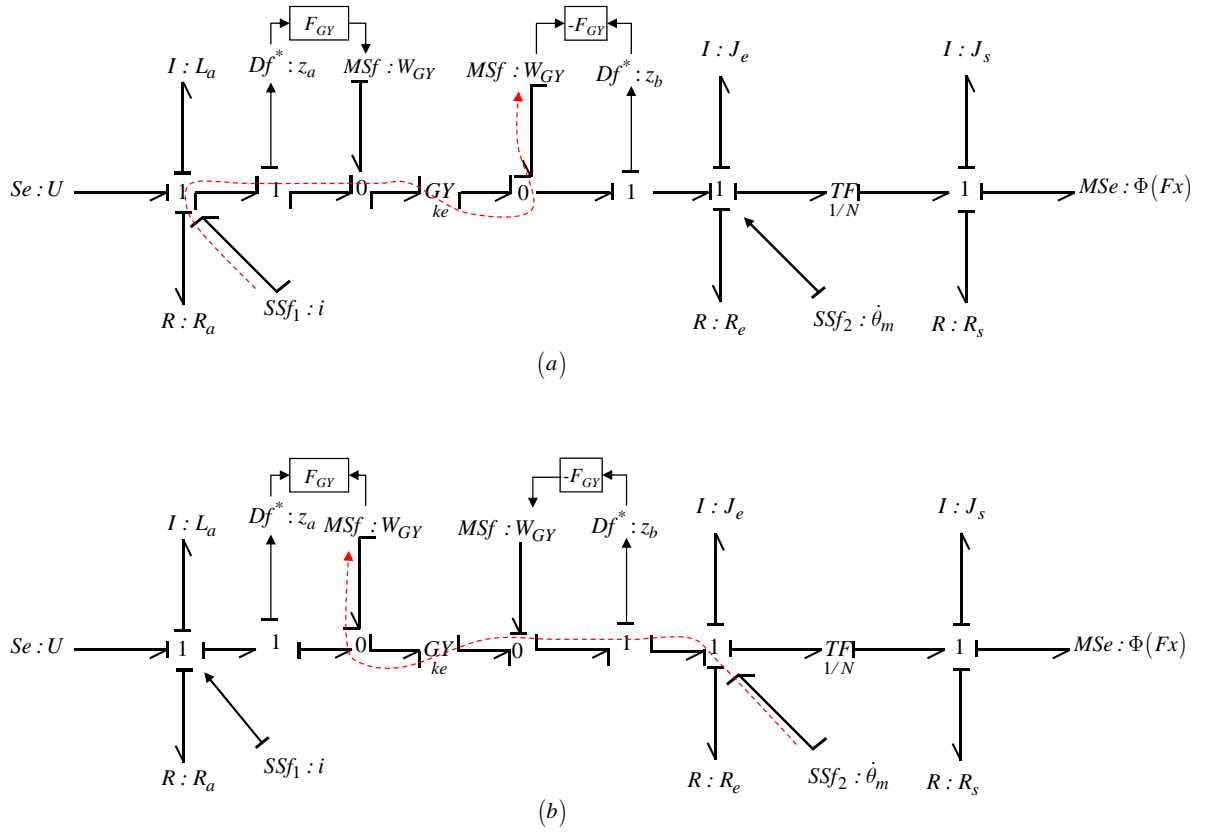 F_GY -F_GY
I : L_a Df* : z_a MSf : W_GY MSf : W_GY Df* : z_b I : J_e I : J_s
Se : U 1 1 0 GY 0 1 1 TF 1 MSe : Φ(Fx)
ke 1/N
R : R_a SSf_1 : i R : R_e SSf_2 : θ̇_m R : R_s
(a)
F_GY -F_GY
I : L_a Df* : z_a MSf : W_GY MSf : W_GY Df* : z_b I : J_e I : J_s
Se : U 1 1 0 GY 0 1 1 TF 1 MSe : Φ(Fx)
ke 1/N
R : R_a SSf_1 : i R : R_e SSf_2 : θ̇_m R : R_s
(b)